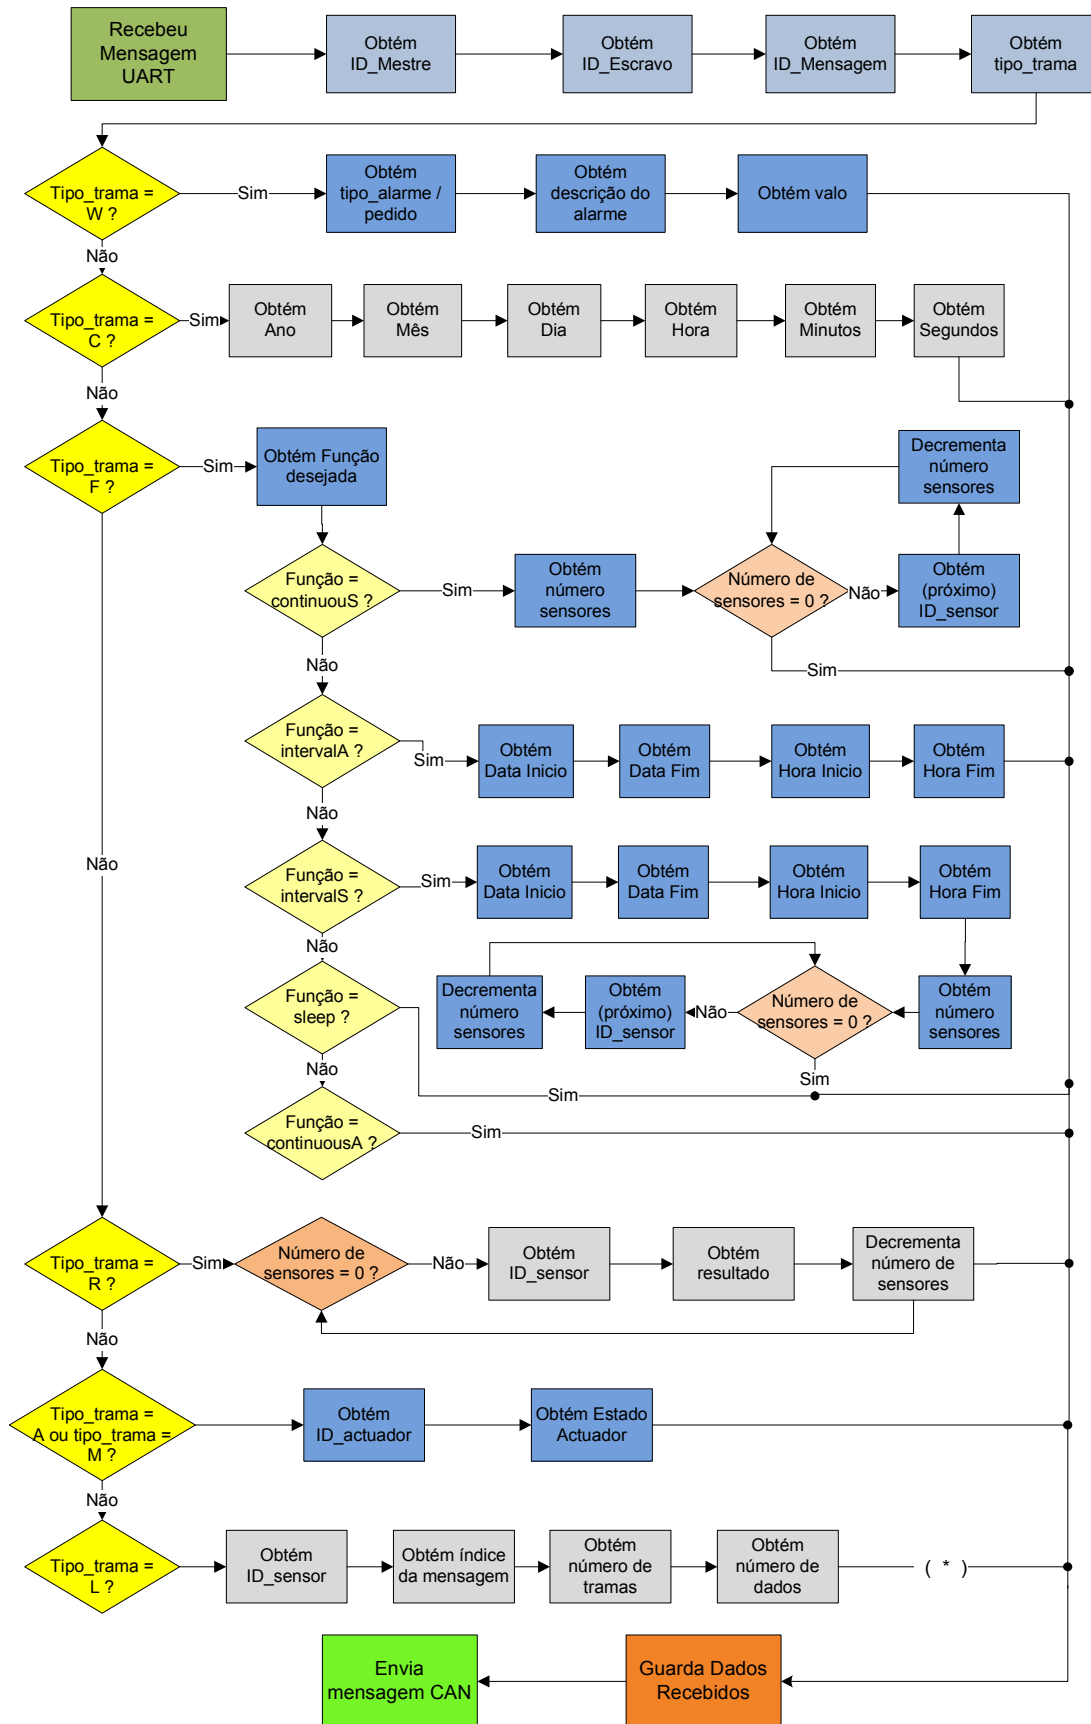 Recebeu
Mensagem
UART
Obtém
ID_Mestre
Obtém
ID_Escravo
Obtém
ID_Mensagem
Obtém
tipo_trama
Tipo_trama =
W ?
Sim
Obtém
tipo_alarme /
pedido
Obtém
descrição do
alarme
Obtém valo
Não
Tipo_trama =
C ?
Sim
Obtém
Ano
Obtém
Mês
Obtém
Dia
Obtém
Hora
Obtém
Minutos
Obtém
Segundos
Não
Tipo_trama =
F ?
Sim
Obtém Função
desejada
Decrementa
número
sensores
Função =
continuouS ?
Sim
Obtém
número
sensores
Número de
sensores = 0 ?
Não
Obtém
(próximo)
ID_sensor
Sim
Não
Função =
intervalA ?
Sim
Obtém
Data Inicio
Obtém
Data Fim
Obtém
Hora Inicio
Obtém
Hora Fim
Não
Não
Função =
intervalS ?
Sim
Obtém
Data Inicio
Obtém
Data Fim
Obtém
Hora Inicio
Obtém
Hora Fim
Não
Função =
sleep ?
Decrementa
número
sensores
Obtém
(próximo)
ID_sensor
Não
Número de
sensores = 0 ?
Obtém
número
sensores
Sim
Sim
Não
Função =
continuousA ?
Sim
Tipo_trama =
R ?
Sim
Número de
sensores = 0 ?
Não
Obtém
ID_sensor
Obtém
resultado
Decrementa
número de
sensores
Não
Tipo_trama =
A ou tipo_trama =
M ?
Obtém
ID_actuador
Obtém Estado
Actuador
Não
Tipo_trama =
L ?
Obtém
ID_sensor
Obtém índice
da mensagem
Obtém
número de
tramas
Obtém
número de
dados
( * )
Envia
mensagem CAN
Guarda Dados
Recebidos